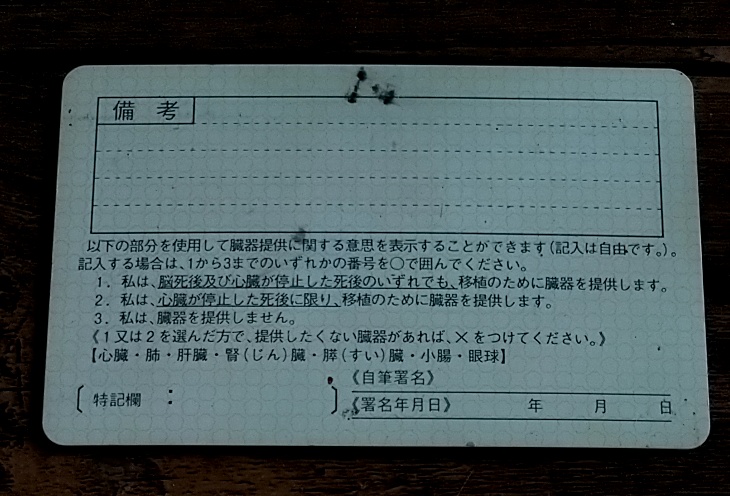 備考
以下の部分を使用して臓器提供に関する意思を表示することができます(記入は自由です。)。
記入する場合は、1から3までのいずれかの番号を○で囲んでください。
1. 私は、脳死後及び心臓が停止した死後のいずれでも、移植のために臓器を提供します。
2. 私は、心臓が停止した死後に限り、移植のために臓器を提供します。
3. 私は、臓器を提供しません。
《1又は2を選んだ方で、提供したくない臓器があれば、×をつけてください。》
【心臓・肺・肝臓・腎(じん)臓・膵(すい)臓・小腸・眼球】
《自筆署名》
〔特記欄:〕
《署名年月日》 年 月 日